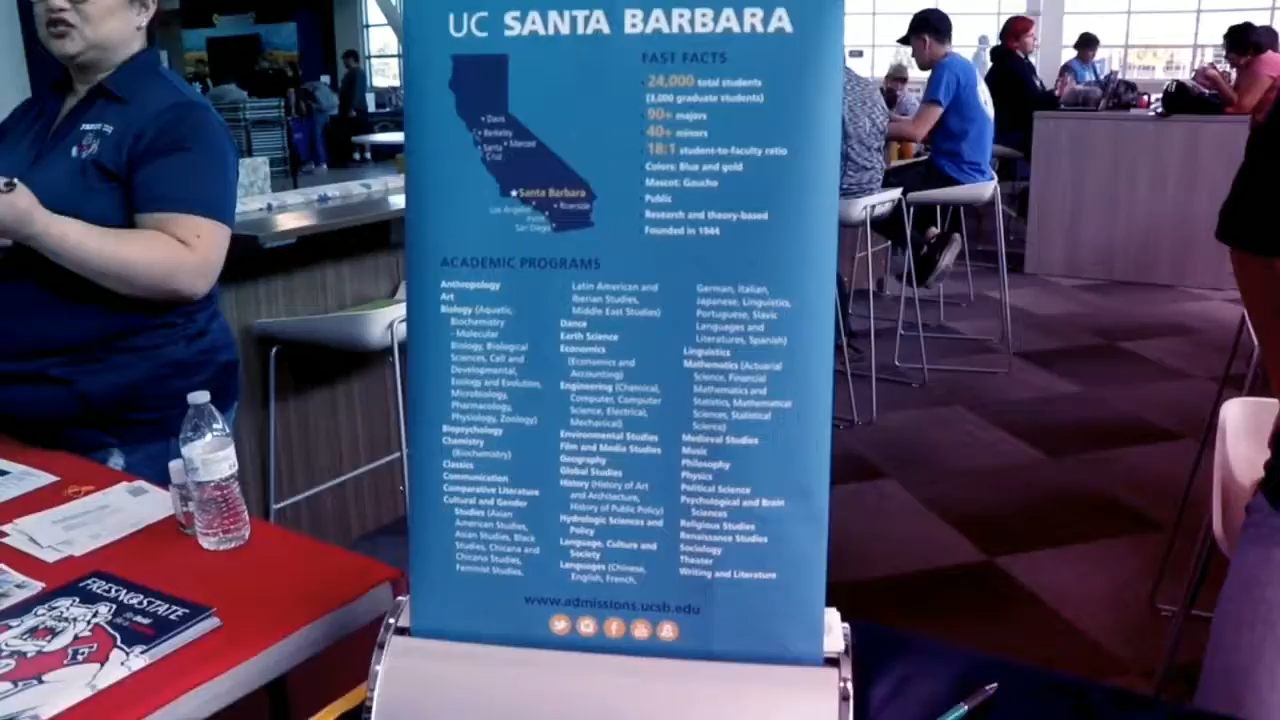 UC SANTA BARBARA
FAST FACTS
24,000 total students
(3,000 graduate students)
90+ majors
40+ minors
18:1 student-to-faculty ratio
Colors: Blue and gold
Mascot: Gaucho
Public
Research and theory-based
Founded in 1944
Davis
Berkeley
Merced
Santa
Cruz
Santa Barbara
Los Angeles
Riverside
Irvine
San Diego
ACADEMIC PROGRAMS
Anthropology
Art
Biology (Aquatic,
Biochemistry
- Molecular
Biology, Biological
Sciences, Cell and
Developmental,
Ecology and Evolution,
Microbiology,
Pharmacology,
Physiology, Zoology)
Biopsychology
Chemistry
(Biochemistry)
Classics
Communication
Comparative Literature
Cultural and Gender
Studies (Asian
American Studies,
Asian Studies, Black
Studies, Chicana and
Chicano Studies,
Feminist Studies,
Latin American and
Iberian Studies,
Middle East Studies)
Dance
Earth Science
Economics
(Economics and
Accounting)
Engineering (Chemical,
Computer, Computer
Science, Electrical,
Mechanical)
Environmental Studies
Film and Media Studies
Geography
Global Studies
History (History of Art
and Architecture,
History of Public Policy)
Hydrologic Sciences and
Policy
Language, Culture and
Society
Languages (Chinese,
English, French,
German, Italian,
Japanese, Linguistics,
Portuguese, Slavic
Languages and
Literatures, Spanish)
Linguistics
Mathematics (Actuarial
Science, Financial
Mathematics and
Statistics, Mathematical
Sciences, Statistical
Science)
Medieval Studies
Music
Philosophy
Physics
Political Science
Psychological and Brain
Sciences
Religious Studies
Renaissance Studies
Sociology
Theater
Writing and Literature
www.admissions.ucsb.edu
FRESNO STATE